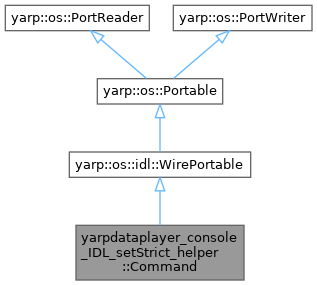 yarp::os::PortReader
yarp::os::PortWriter
yarp::os::Portable
yarp::os::idl::WirePortable
yarpdataplayer_console
_IDL_setStrict_helper
::Command